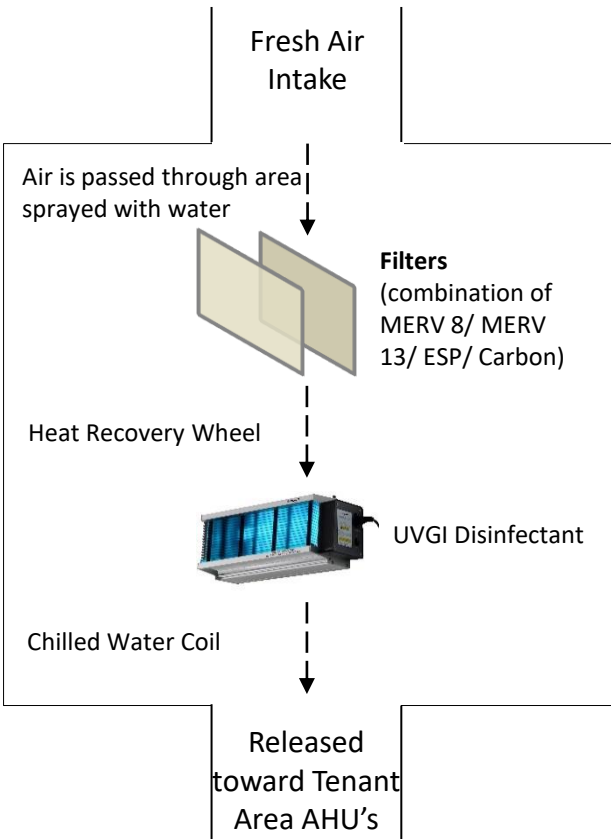 Fresh Air
Intake
Air is passed through area
sprayed with water
Filters
(combination of
MERV 8/ MERV
13/ ESP/ Carbon)
Heat Recovery Wheel
UVGI Disinfectant
Chilled Water Coil
Released
toward Tenant
Area AHU's